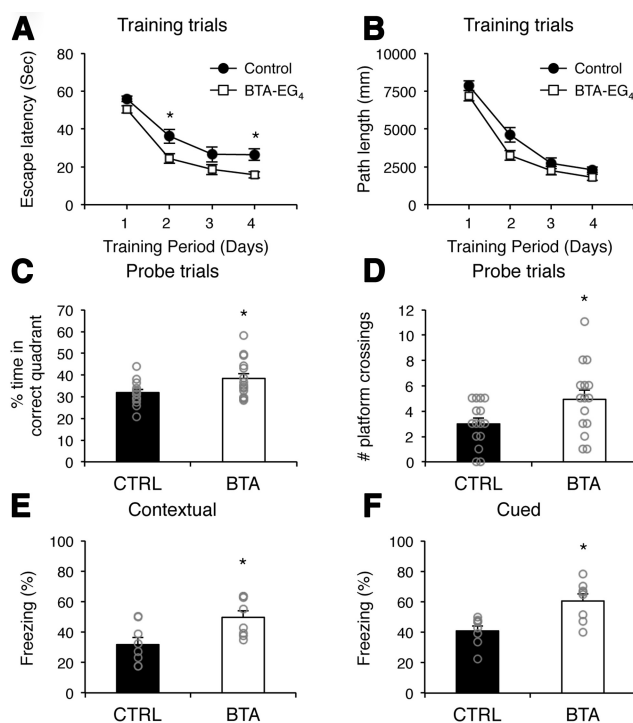 A
Training trials
Escape latency (Sec)
80
60
40
20
0
Control
BTA-EG4
*
*
1 2 3 4
Training Period (Days)
B
Training trials
Path length (mm)
10000
7500
5000
2500
0
Control
BTA-EG4
1 2 3 4
Training Period (Days)
C
Probe trials
% time in
correct quadrant
70
60
50
40
30
20
10
0
*
CTRL BTA
D
Probe trials
# platform crossings
12
10
8
6
4
2
0
*
CTRL BTA
E
Contextual
Freezing (%)
100
80
60
40
20
0
*
CTRL BTA
F
Cued
Freezing (%)
100
80
60
40
20
0
*
CTRL BTA